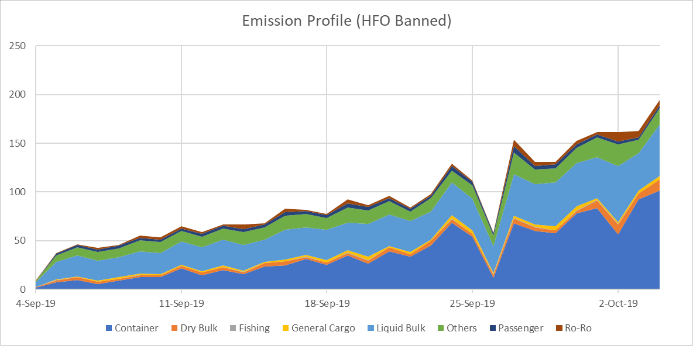 Emission Profile (HFO Banned)
250
200
150
100
50
0
4-Sep-19 11-Sep-19 18-Sep-19 25-Sep-19 2-Oct-19
Container Dry Bulk Fishing General Cargo Liquid Bulk Others Passenger Ro-Ro